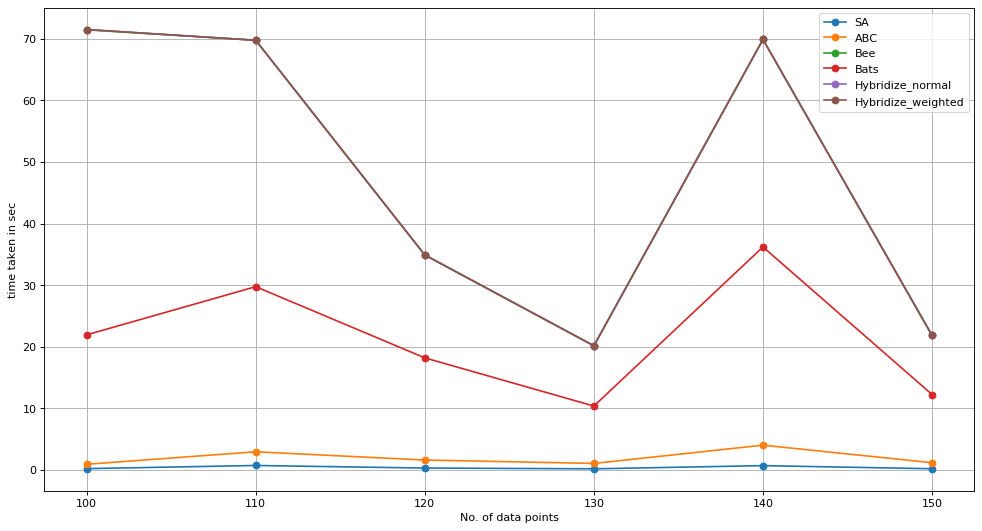 70
60
50
40
30
20
10
0
time taken in sec
SA
ABC
Bee
Bats
Hybridize_normal
Hybridize_weighted
100 110 120 130 140 150
No. of data points